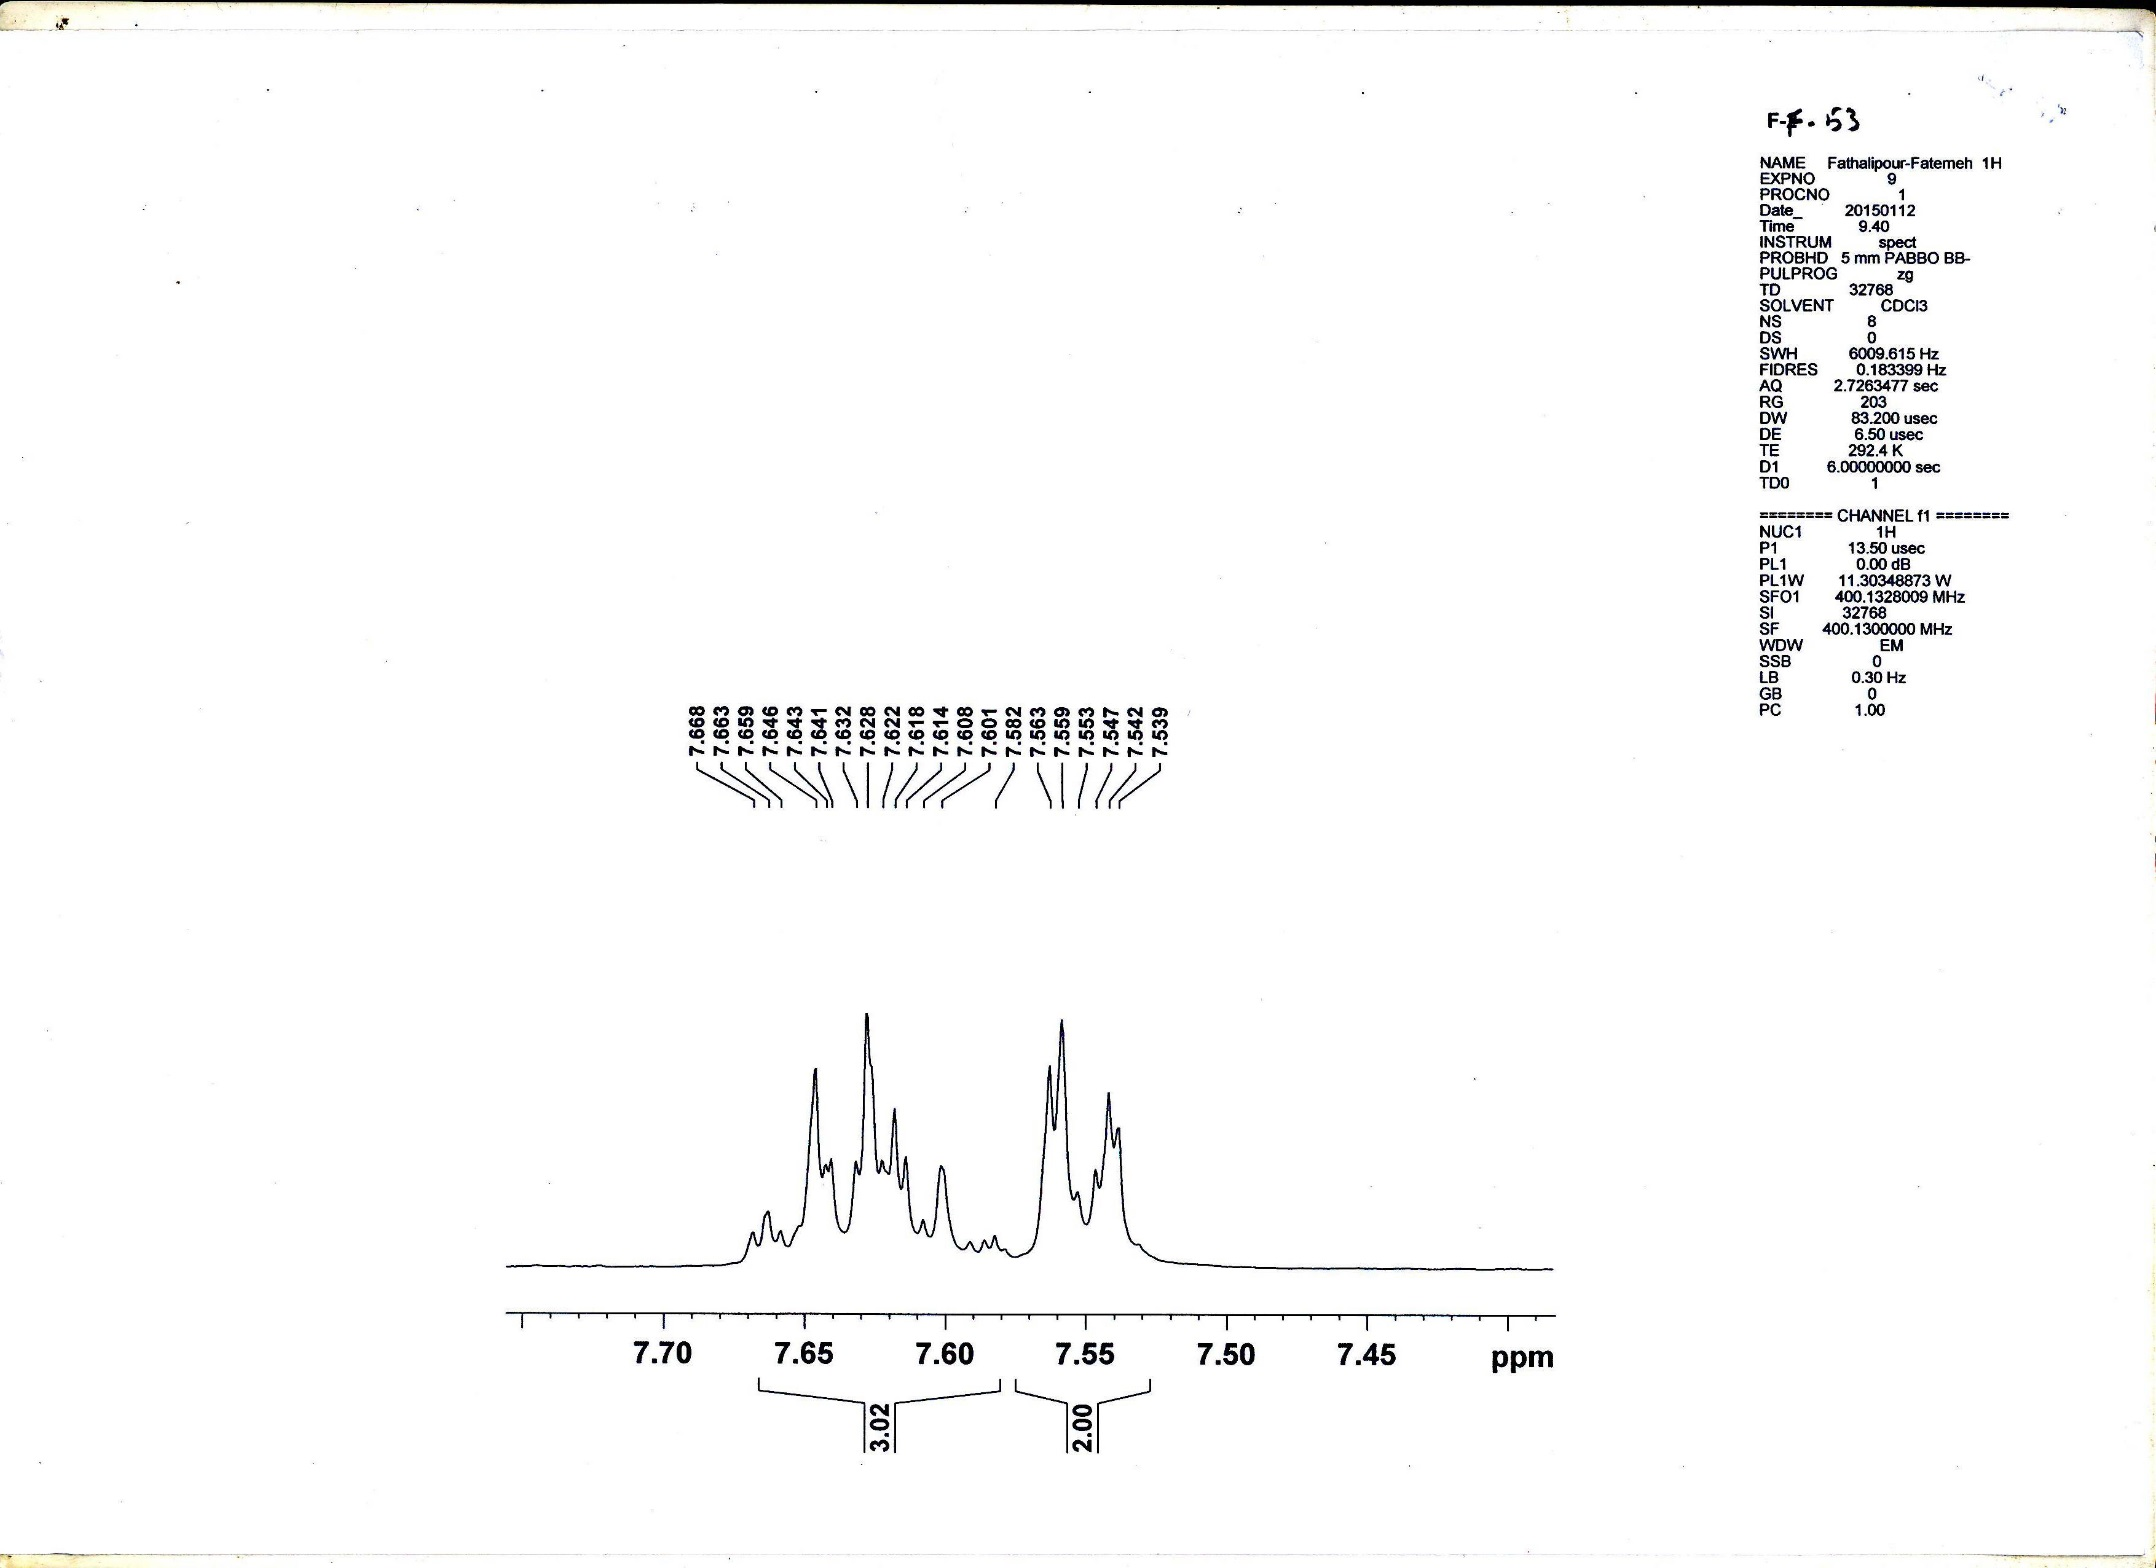 F-F. 53
NAME Fathalipour-Fatemeh 1H
EXPNO 9
PROCNO 1
Date_ 20150112
Time 9.40
INSTRUM spect
PROBHD 5 mm PABBO BB-
PULPROG zg
TD 32768
SOLVENT CDCl3
NS 8
DS 0
SWH 6009.615 Hz
FIDRES 0.183399 Hz
AQ 2.7263477 sec
RG 203
DW 83.200 usec
DE 6.50 usec
TE 292.4 K
D1 6.00000000 sec
TD0 1
======== CHANNEL f1 ========
NUC1 1H
P1 13.50 usec
PL1 0.00 dB
PL1W 11.30348873 W
SFO1 400.1328009 MHz
SI 32768
SF 400.1300000 MHz
WDW EM
SSB 0
LB 0.30 Hz
GB 0
PC 1.00
7.668
7.663
7.659
7.646
7.643
7.641
7.632
7.628
7.622
7.618
7.614
7.608
7.601
7.582
7.563
7.559
7.553
7.547
7.542
7.539
7.70 7.65 7.60 7.55 7.50 7.45 ppm
3.02
2.00